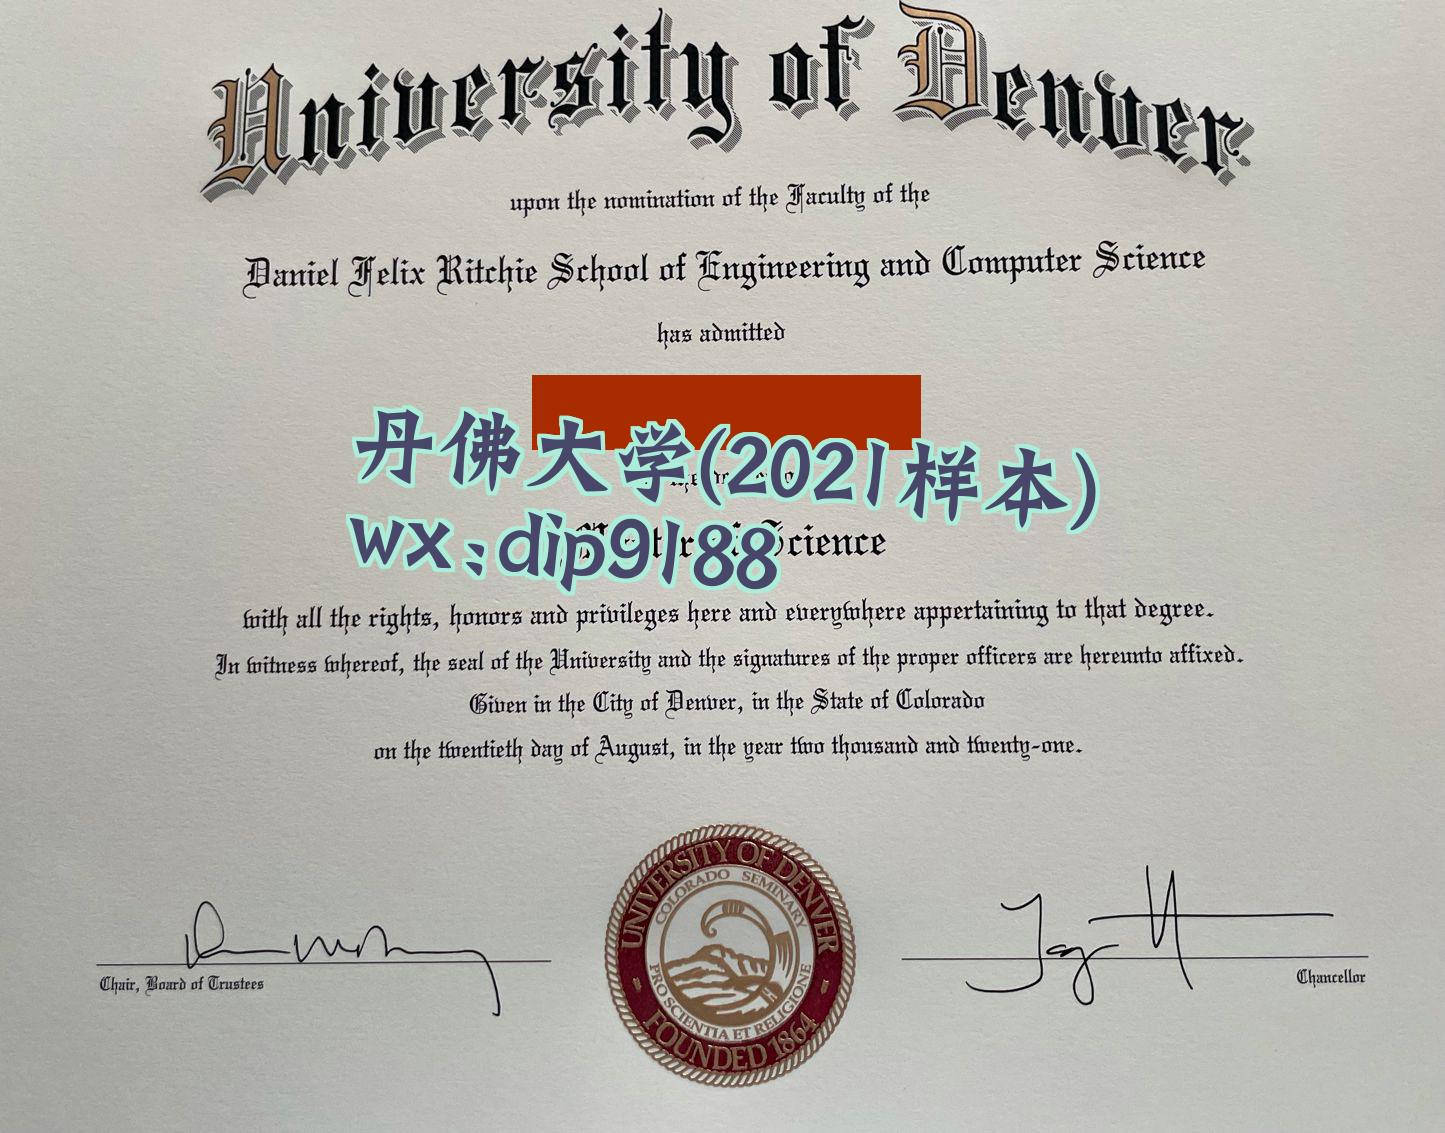 University of Denver
upon the nomination of the Faculty of the
Daniel Felix Ritchie School of Engineering and Computer Science
has admitted
丹佛大学(2021样本)
wx:dip9188
Science
with all the rights, honors and privileges here and everywhere appertaining to that degree.
In witness whereof, the seal of the University and the signatures of the proper officers are hereunto affixed.
Given in the City of Denver, in the State of Colorado
on the twentieth day of August, in the year two thousand and twenty-one.
UNIVERSITY OF DENVER
COLORADO SEMINARY
PRO SCIENTIA ET RELIGIONE
FOUNDED 1864
Chair, Board of Trustees
Chancellor